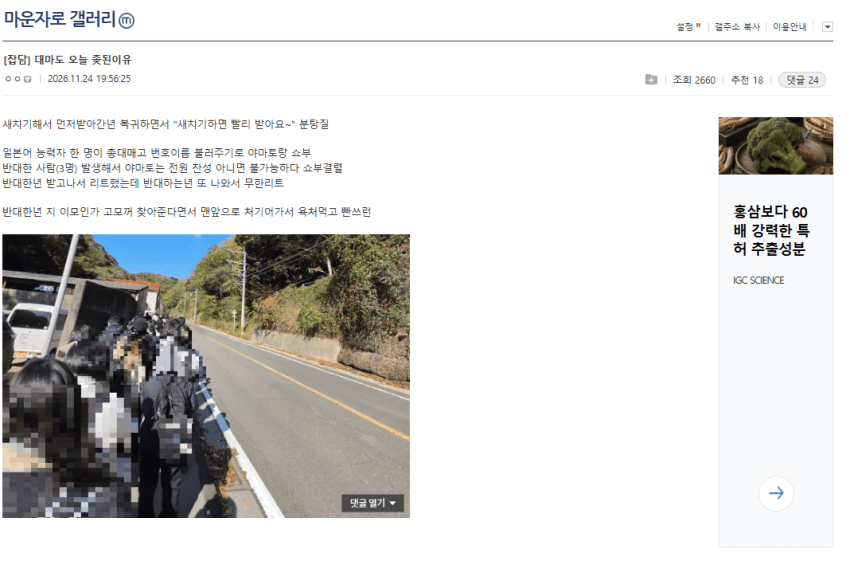 마운자로 갤러리 ⓜ
설정 | 갤주소 복사 | 이용안내
[잡담] 대마도 오늘 좆된이유
ㅇㅇ | 2026.11.24 19:56:25
조회 2660 | 추천 18 | 댓글 24
새치기해서 먼저받아간년 복귀하면서 "새치기하면 빨리 받아요~" 분탕질
일본어 능력자 한 명이 총대매고 번호이름 불러주기로 야마토랑 쇼부
반대한 사람(3명) 발생해서 야마토는 전원 찬성 아니면 불가능하다 쇼부결렬
반대한년 받고나서 리트했는데 반대하는년 또 나와서 무한리트
반대한년 지 이모인가 고모꺼 찾아준다면서 맨앞으로 처기어가서 욕처먹고 빤쓰런
댓글 열기
홍삼보다 60
배 강력한 특
허 추출성분
IGC SCIENCE